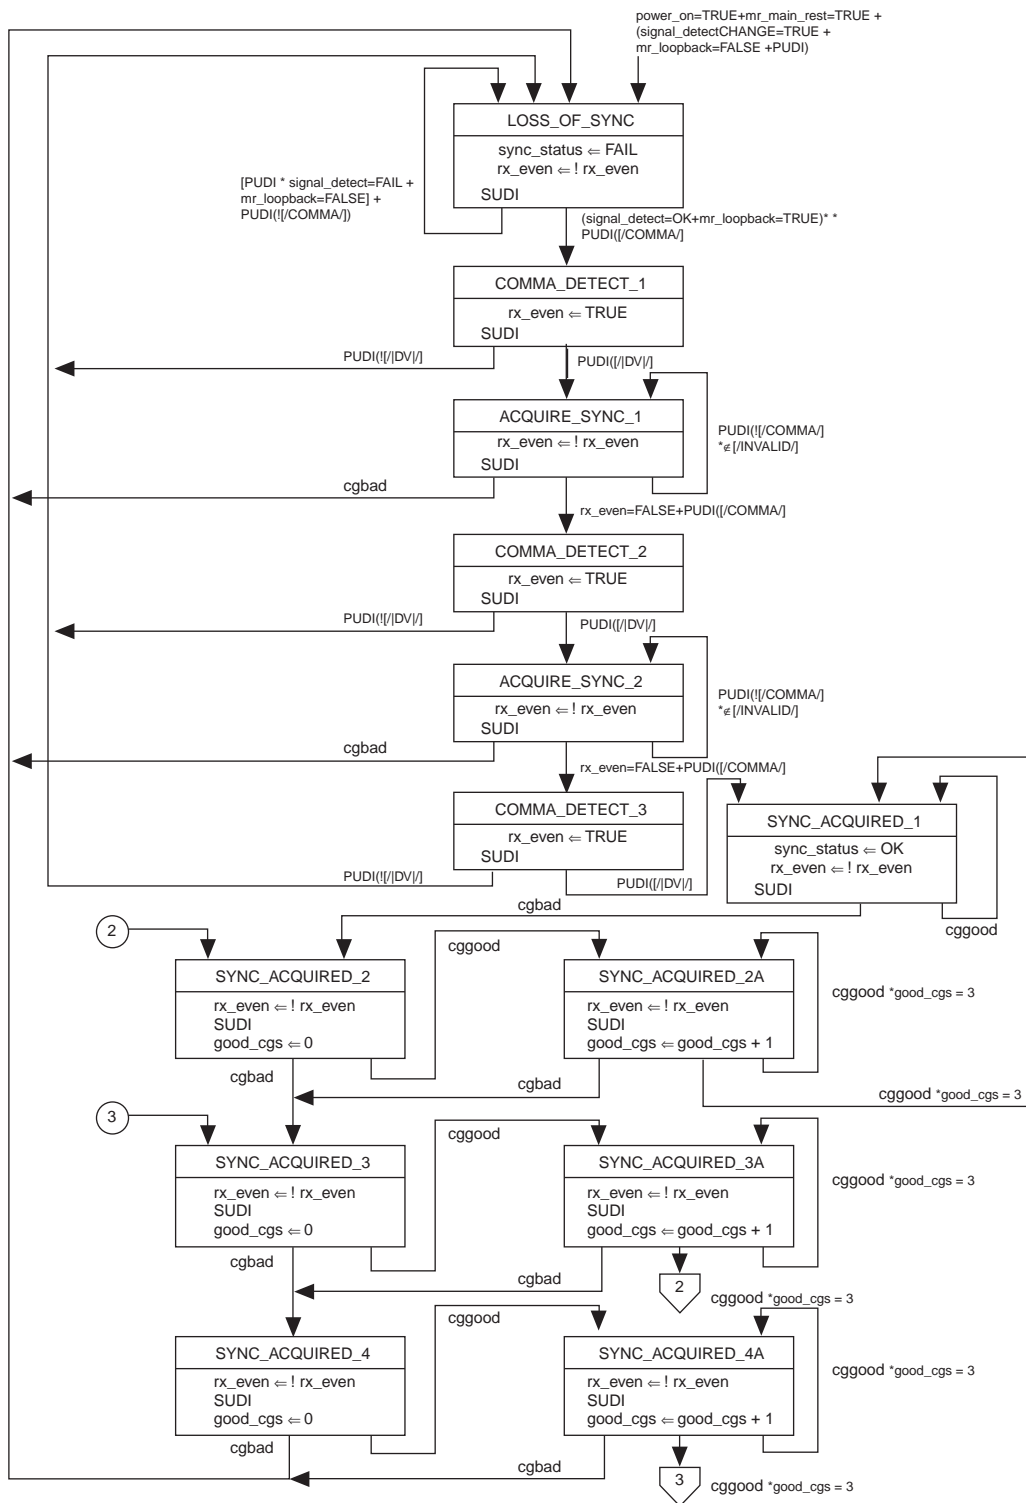 power_on=TRUE+mr_main_rest=TRUE +
(signal_detectCHANGE=TRUE +
mr_loopback=FALSE +PUDI)
LOSS_OF_SYNC
sync_status ⇐ FAIL
rx_even ⇐ ! rx_even
SUDI
[PUDI * signal_detect=FAIL +
mr_loopback=FALSE] +
PUDI(![/COMMA/])
(signal_detect=OK+mr_loopback=TRUE)* *
PUDI([/COMMA/]
COMMA_DETECT_1
rx_even ⇐ TRUE
SUDI
PUDI(![/|DV|/]
PUDI([/|DV|/]
ACQUIRE_SYNC_1
rx_even ⇐ ! rx_even
SUDI
PUDI(![/COMMA/]
*∉[/INVALID/]
cgbad
rx_even=FALSE+PUDI([/COMMA/]
COMMA_DETECT_2
rx_even ⇐ TRUE
SUDI
PUDI(![/|DV|/]
PUDI([/|DV|/]
ACQUIRE_SYNC_2
rx_even ⇐ ! rx_even
SUDI
PUDI(![/COMMA/]
*∉[/INVALID/]
cgbad
rx_even=FALSE+PUDI([/COMMA/]
COMMA_DETECT_3
rx_even ⇐ TRUE
SUDI
PUDI(![/|DV|/]
PUDI([/|DV|/]
SYNC_ACQUIRED_1
sync_status ⇐ OK
rx_even ⇐ ! rx_even
SUDI
cgbad
cggood
2
SYNC_ACQUIRED_2
rx_even ⇐ ! rx_even
SUDI
good_cgs ⇐ 0
cggood
SYNC_ACQUIRED_2A
rx_even ⇐ ! rx_even
SUDI
good_cgs ⇐ good_cgs + 1
cggood *good_cgs = 3
cgbad
cgbad
cggood *good_cgs = 3
3
SYNC_ACQUIRED_3
rx_even ⇐ ! rx_even
SUDI
good_cgs ⇐ 0
cggood
SYNC_ACQUIRED_3A
rx_even ⇐ ! rx_even
SUDI
good_cgs ⇐ good_cgs + 1
cggood *good_cgs = 3
cgbad
cgbad
2
cggood *good_cgs = 3
SYNC_ACQUIRED_4
rx_even ⇐ ! rx_even
SUDI
good_cgs ⇐ 0
cggood
SYNC_ACQUIRED_4A
rx_even ⇐ ! rx_even
SUDI
good_cgs ⇐ good_cgs + 1
cggood *good_cgs = 3
cgbad
cgbad
3
cggood *good_cgs = 3